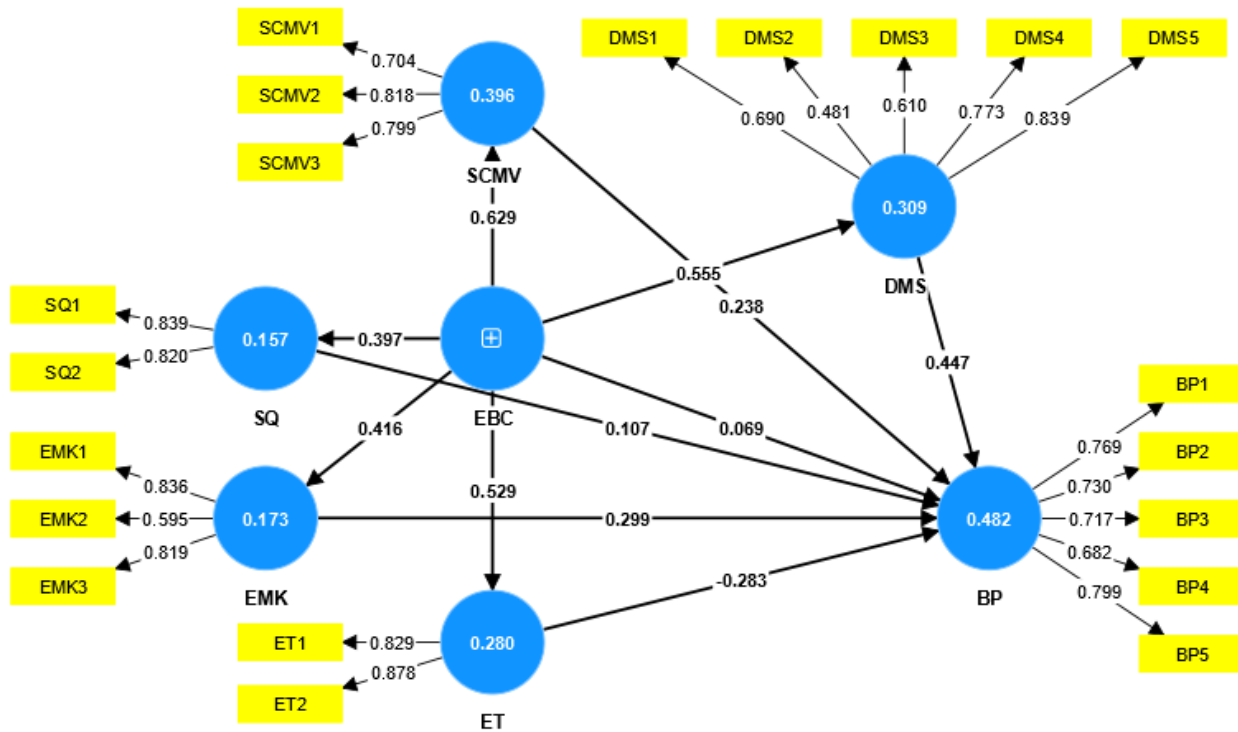 SCMV1
DMS1
DMS2
DMS3
DMS4
DMS5
0.704
SCMV2
0.818
0.396
0.799
SCMV3
SCMV
0.690
0.481
0.610
0.773
0.839
0.309
DMS
0.629
0.555
0.238
SQ1
0.839
SQ2
0.820
0.157
SQ
0.397
EBC
0.447
0.416
0.107
0.069
0.529
BP1
0.769
BP2
0.730
BP3
0.717
BP4
0.682
BP5
0.799
0.482
BP
EMK1
0.836
EMK2
0.595
EMK3
0.819
0.173
EMK
0.299
-0.283
ET1
0.829
ET2
0.878
0.280
ET